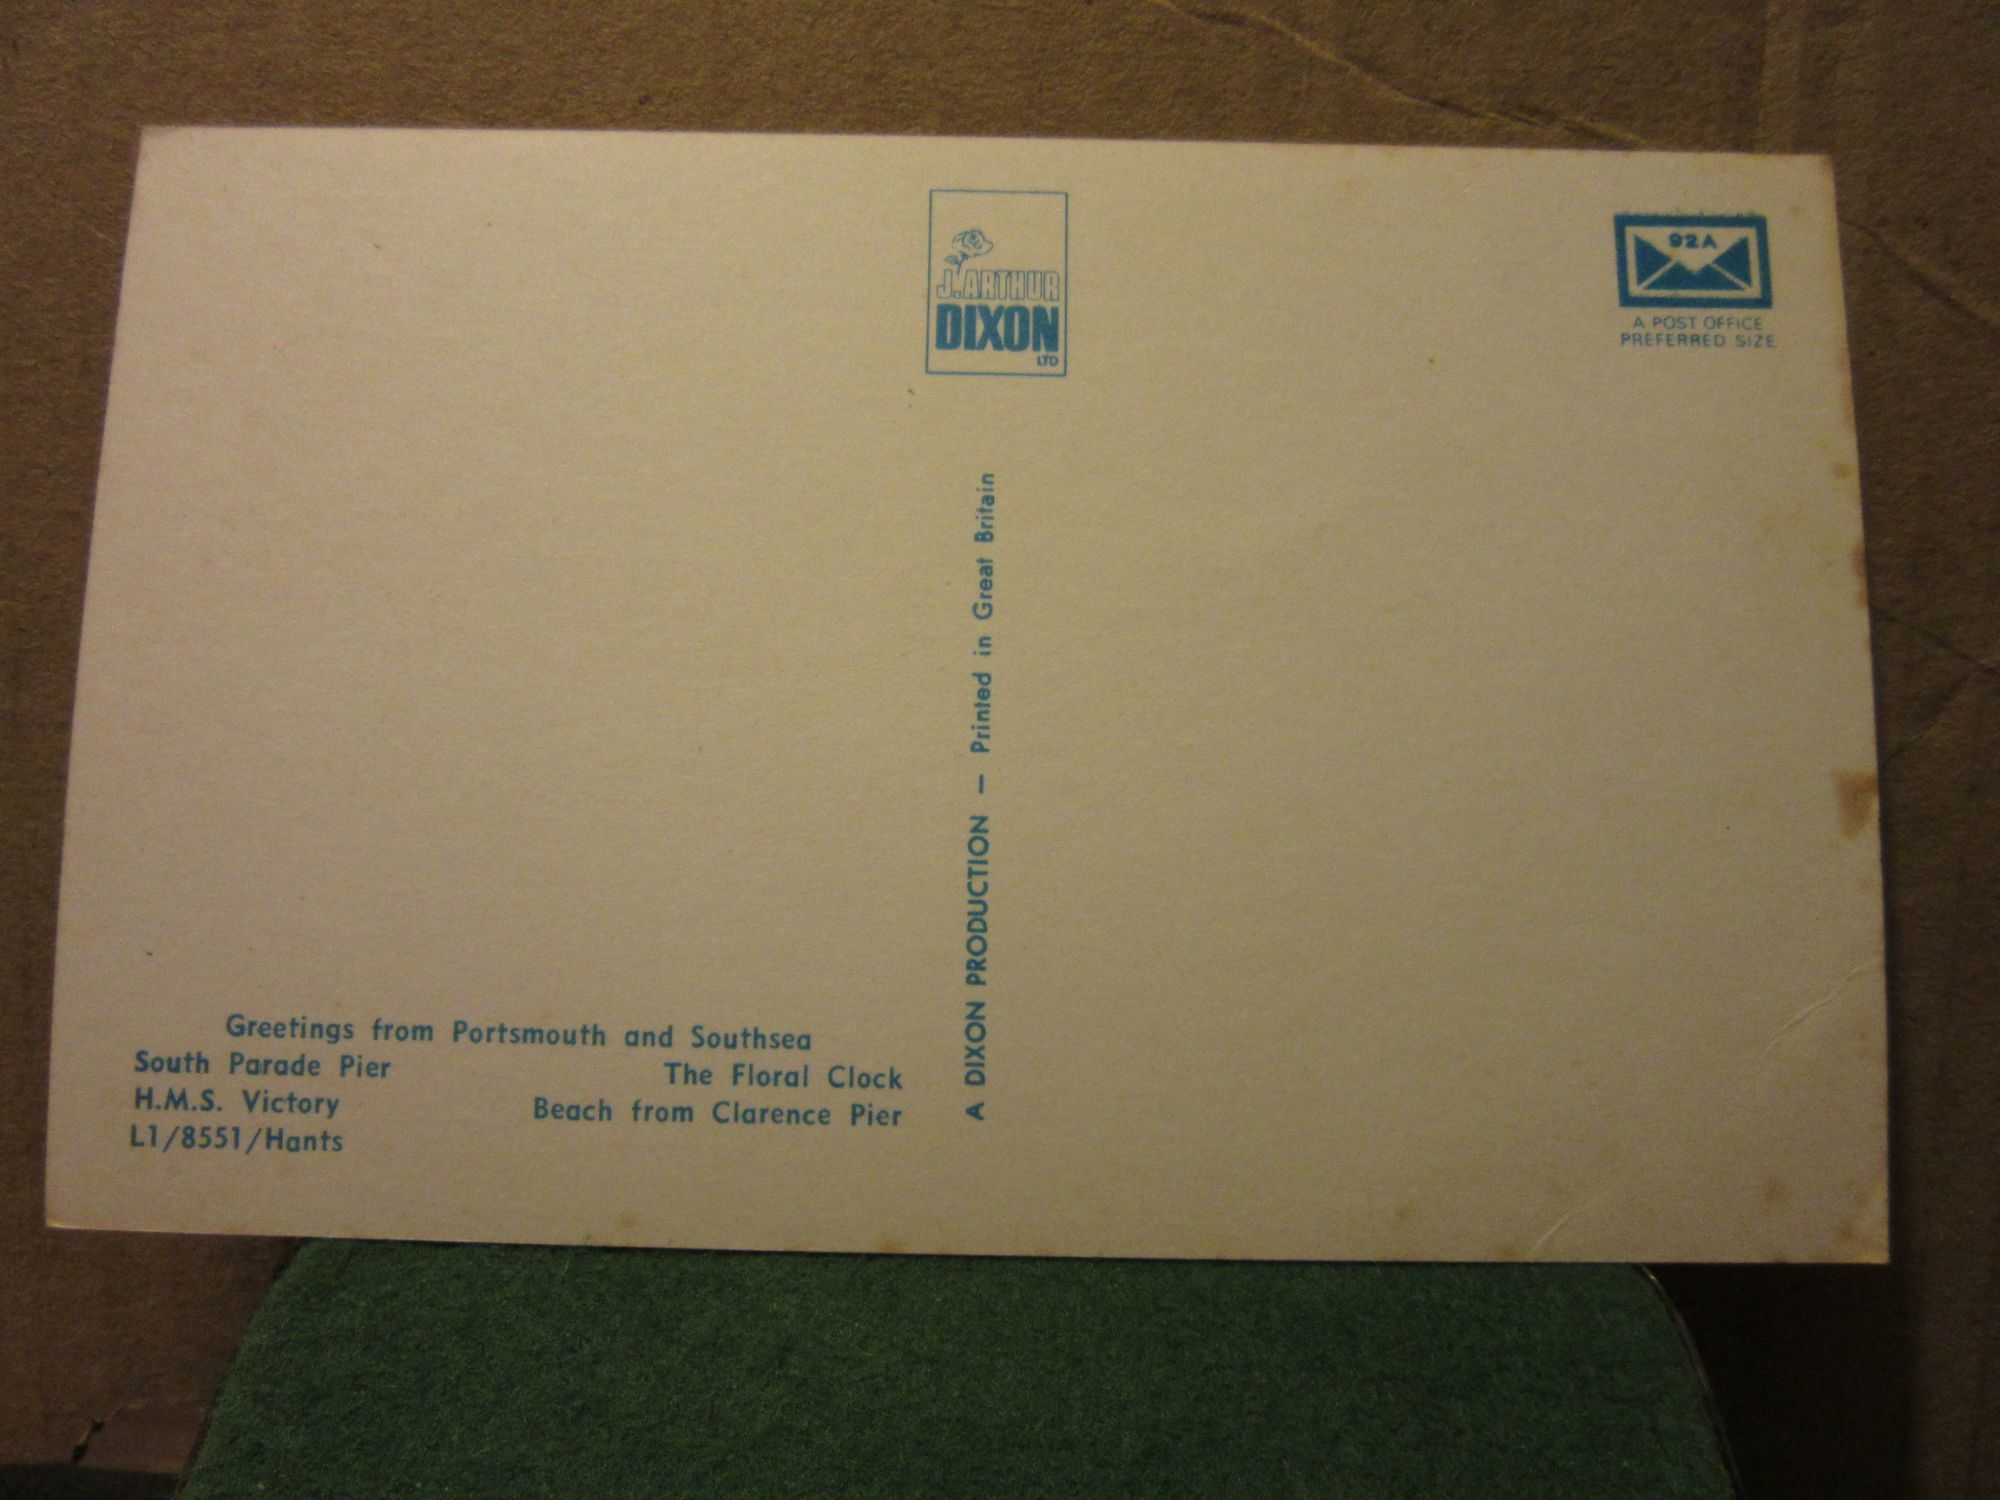 J. ARTHUR
DIXON
LTD
92A
A POST OFFICE
PREFERRED SIZE
A DIXON PRODUCTION — Printed in Great Britain
Greetings from Portsmouth and Southsea
South Parade Pier The Floral Clock
H.M.S. Victory Beach from Clarence Pier
L1/8551/Hants